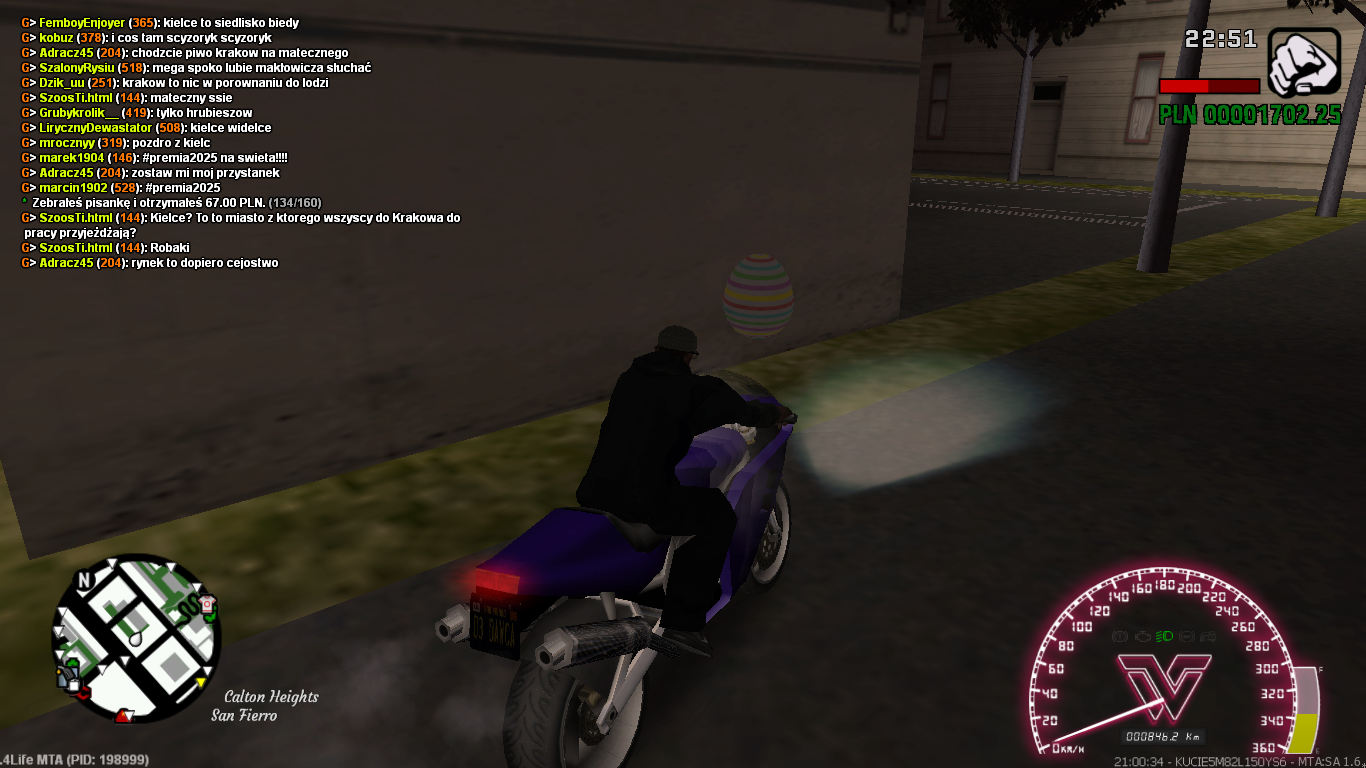 G> FemboyEnjoyer (365): kielce to siedlisko biedy
G> kobuz (378): i cos tam scyzoryk scyzoryk
G> Adracz45 (204): chodzcie piwo krakow na matecznego
G> SzalonyRysiu (518): mega spoko lubie makłowicza słuchać
G> Dzik_uu (251): krakow to nic w porownaniu do lodzi
G> SzoosTi.html (144): mateczny ssie
G> Grubykrolik__ (419): tylko hrubieszow
G> LirycznyDewastator (508): kielce widelce
G> mrocznyy (319): pozdro z kielc
G> marek1904 (146): #premia2025 na swieta!!!!
G> Adracz45 (204): zostaw mi moj przystanek
G> marcin1902 (528): #premia2025
* Zebrałeś pisankę i otrzymałeś 67.00 PLN. (134/160)
G> SzoosTi.html (144): Kielce? To to miasto z ktorego wszyscy do Krakowa do
pracy przyjeżdżają?
G> SzoosTi.html (144): Robaki
G> Adracz45 (204): rynek to dopiero cejostwo
22:51
PLN 00001702.25
N
Calton Heights
San Fierro
0 KM/H
20
40
60
80
100
120
140
160
180
200
220
240
260
280
300
320
340
360
F
E
000846.2 Km
.4Life MTA (PID: 198999)
21:00:34 - KUCIE5M82L150YS6 - MTA:SA 1.6